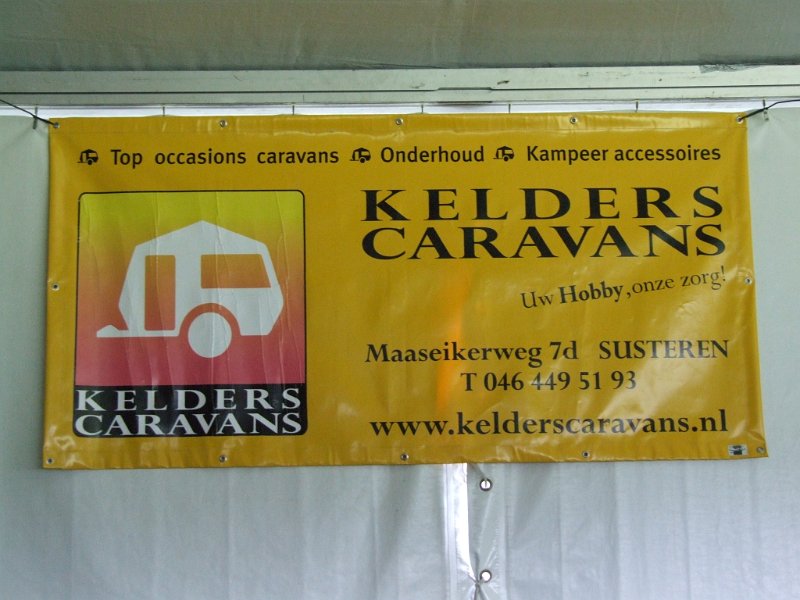 Top occasions caravans Onderhoud Kampeer accessoires
KELDERS
CARAVANS
Uw Hobby, onze zorg!
Maaseikerweg 7d SUSTEREN
T 046 449 51 93
www.kelderscaravans.nl
KELDERS
CARAVANS